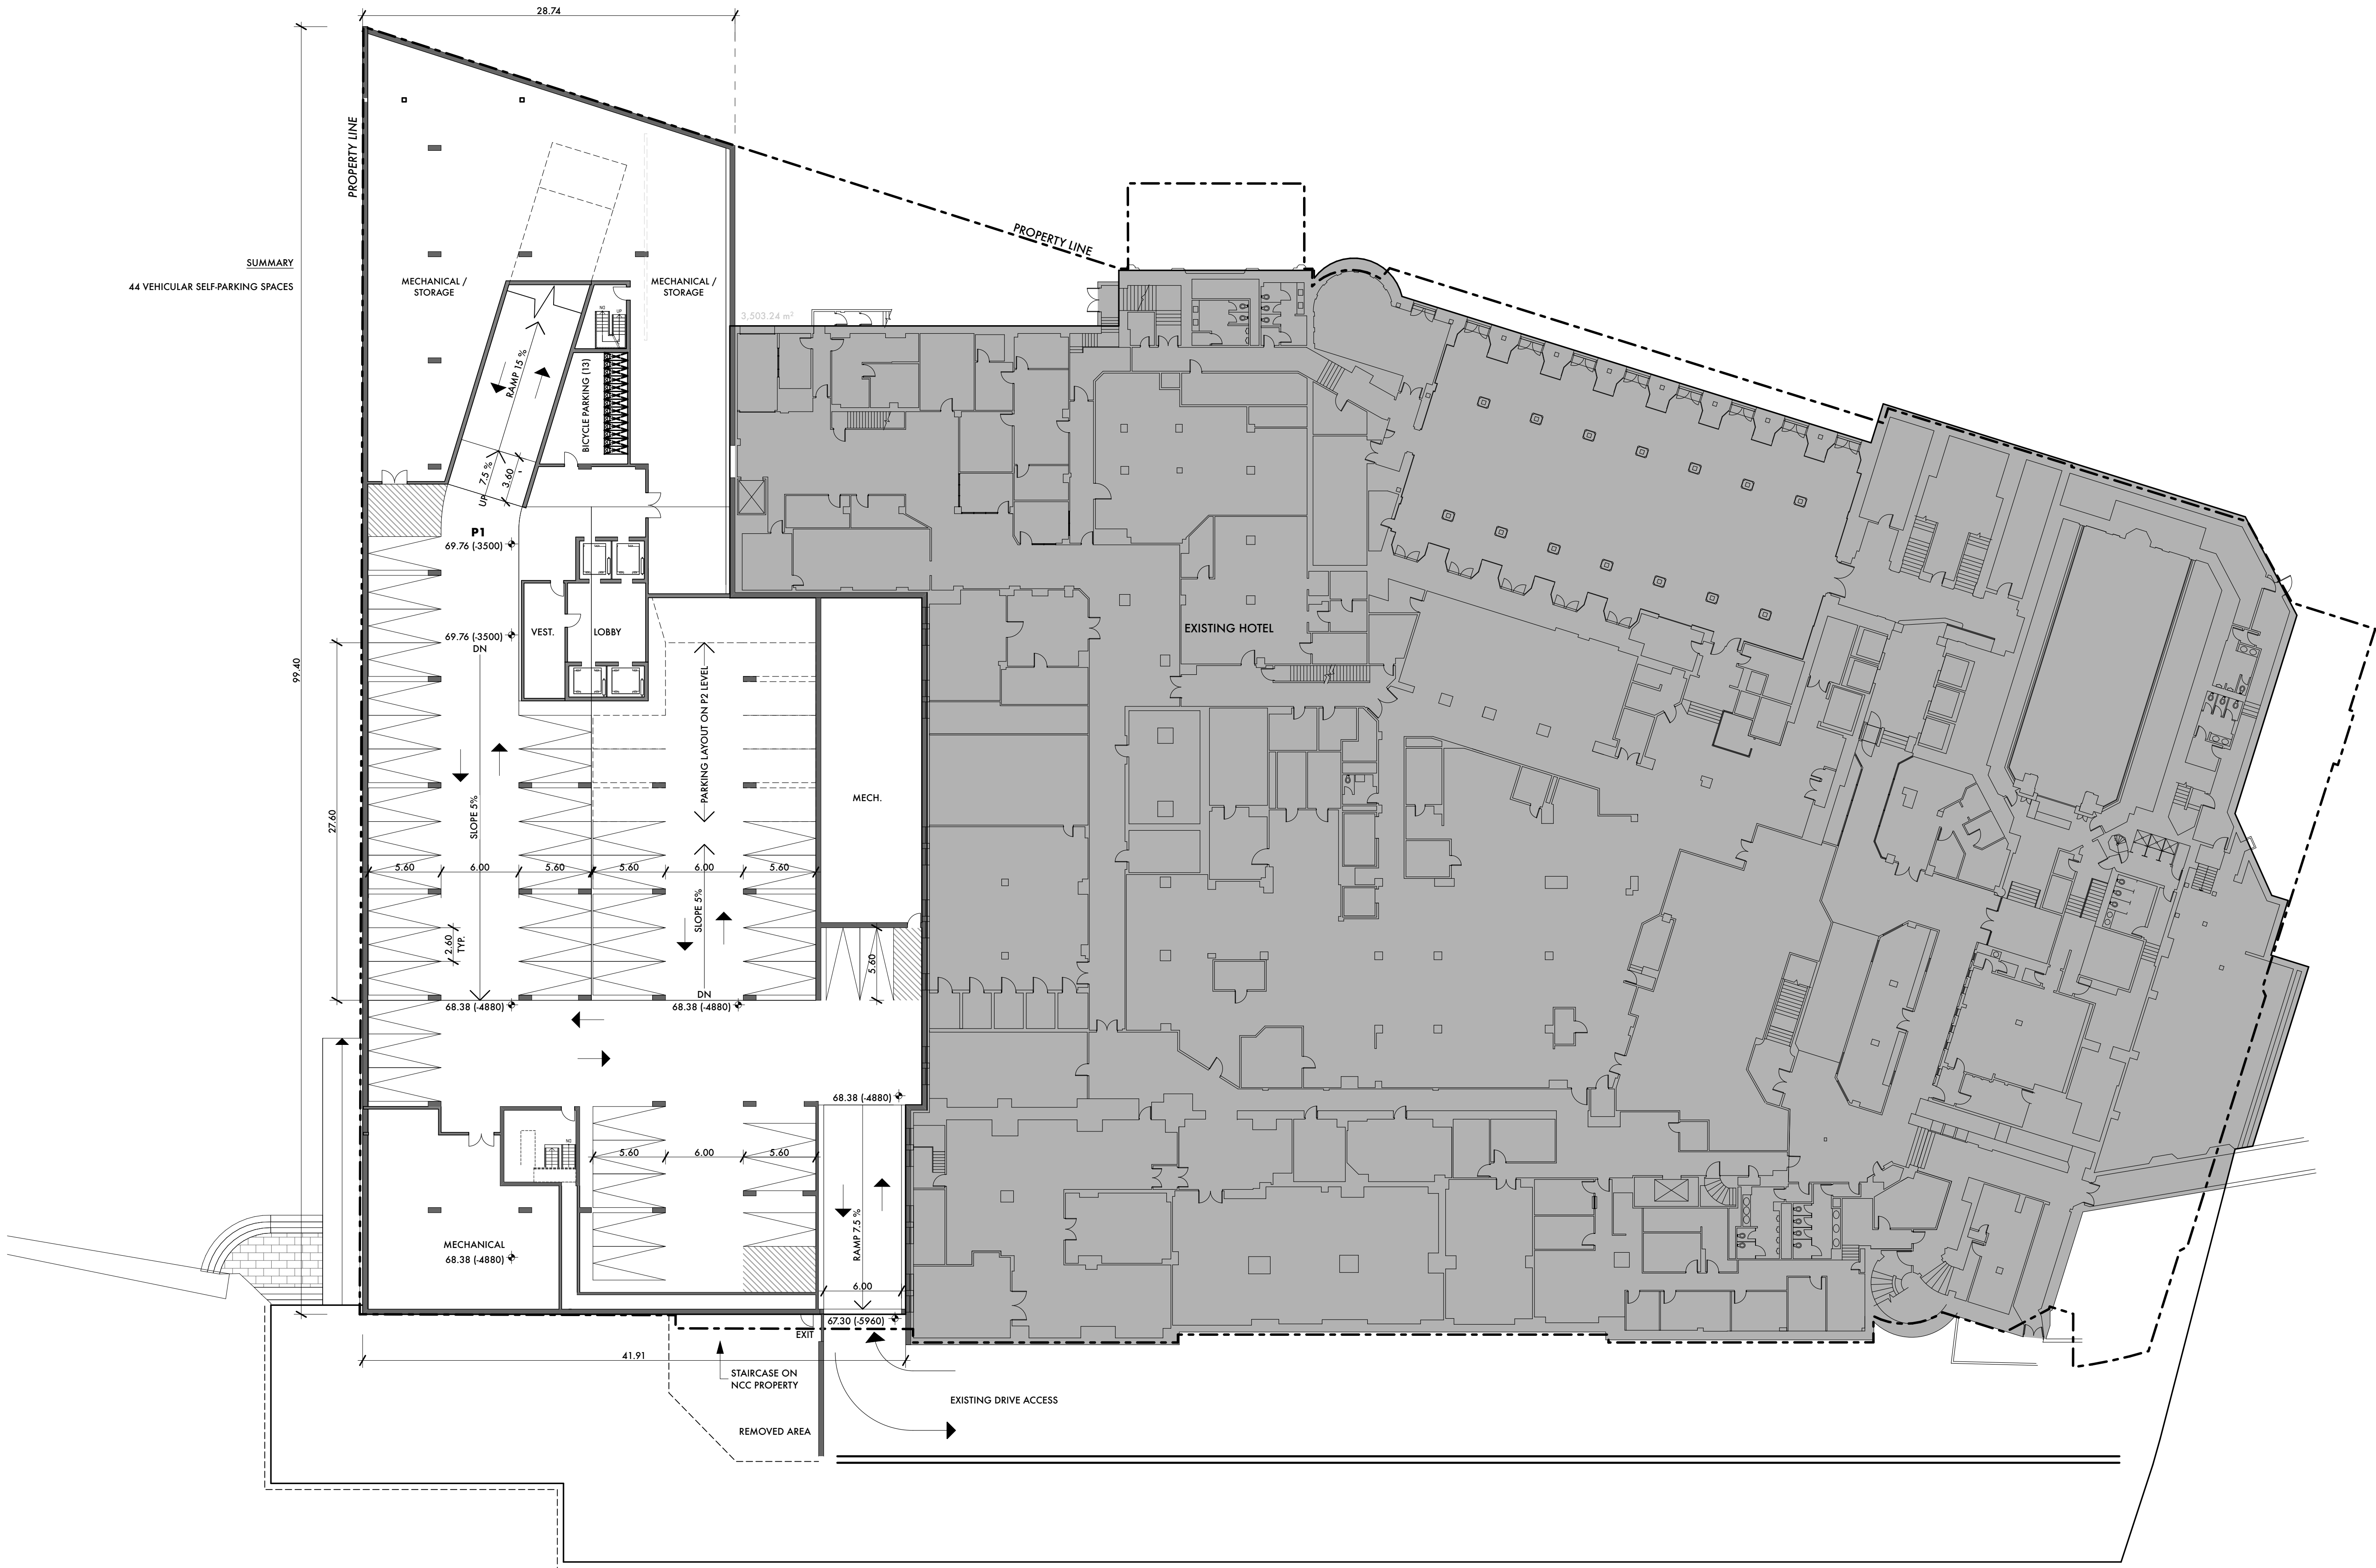 28.74
PROPERTY LINE
PROPERTY LINE
SUMMARY
44 VEHICULAR SELF-PARKING SPACES
MECHANICAL /
STORAGE
MECHANICAL /
STORAGE
3,503.24 m²
UP
RAMP 15 %
BICYCLE PARKING (13)
UP 7.5 %
3.60
P1
69.76 (-3500)
EXISTING HOTEL
69.76 (-3500)
DN
VEST.
LOBBY
99.40
PARKING LAYOUT ON P2 LEVEL
27.60
SLOPE 5%
MECH.
5.60
6.00
5.60
5.60
6.00
5.60
SLOPE 5%
2.60
TYP.
5.60
DN
68.38 (-4880)
68.38 (-4880)
68.38 (-4880)
5.60
6.00
5.60
RAMP 7.5 %
MECHANICAL
68.38 (-4880)
6.00
67.30 (-5960)
EXIT
41.91
STAIRCASE ON
NCC PROPERTY
EXISTING DRIVE ACCESS
REMOVED AREA